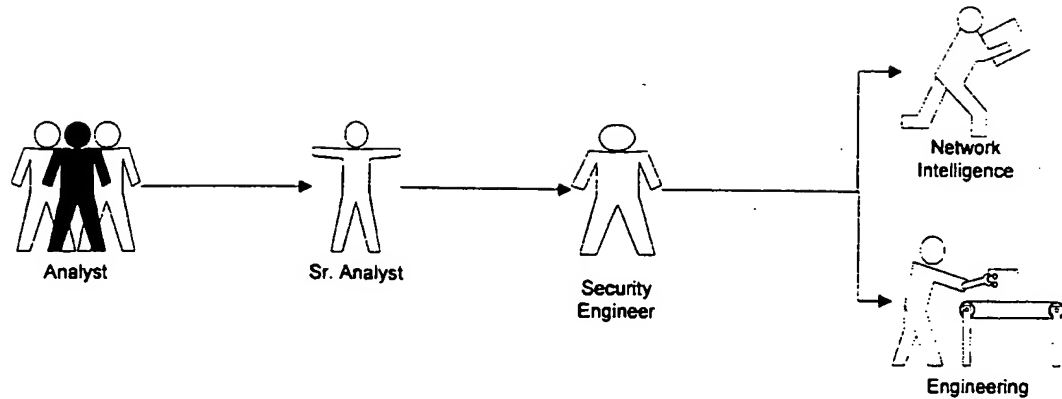 Analyst
Sr. Analyst
Security
Engineer
Network
Intelligence
Engineering